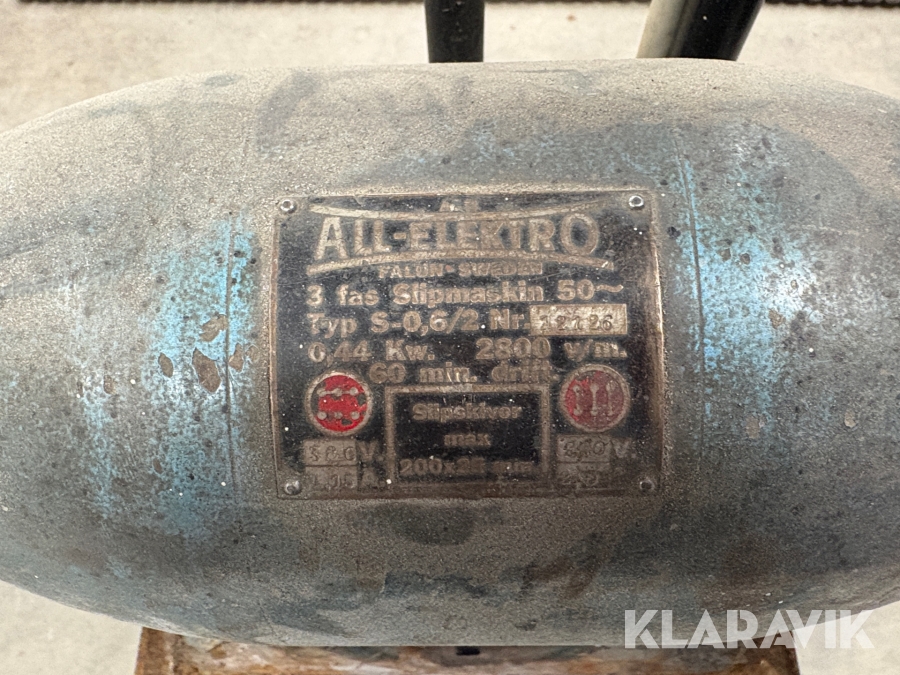 ALL-ELEKTRO
FALUN-SWEDEN
3 fas Slipmaskin 50~
Typ S-0,6/2 Nr.
0,44 Kw. - 2800 v/m.
60 min. drift.
Slipskivor
max
200x25 mm
380 V.
V.
A.
KLARAVIK